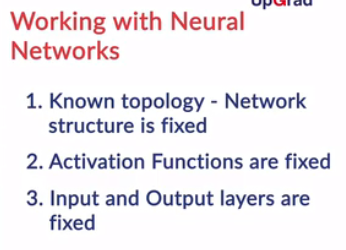 UpGrad
Working with Neural
Networks
1. Known topology - Network
structure is fixed
2. Activation Functions are fixed
3. Input and Output layers are
fixed